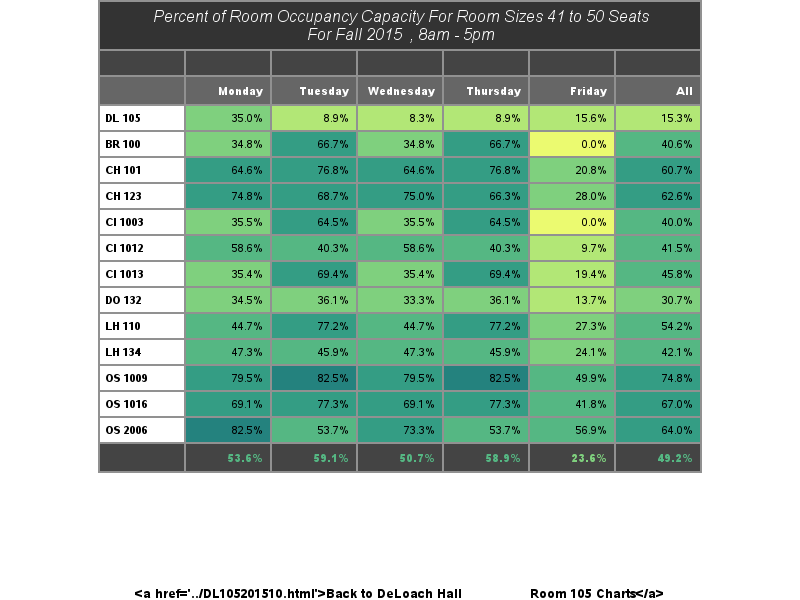 Percent of Room Occupancy Capacity For Room Sizes 41 to 50 Seats
For Fall 2015 , 8am - 5pm
Monday Tuesday Wednesday Thursday Friday All
DL 105 35.0% 8.9% 8.3% 8.9% 15.6% 15.3%
BR 100 34.8% 66.7% 34.8% 66.7% 0.0% 40.6%
CH 101 64.6% 76.8% 64.6% 76.8% 20.8% 60.7%
CH 123 74.8% 68.7% 75.0% 66.3% 28.0% 62.6%
CI 1003 35.5% 64.5% 35.5% 64.5% 0.0% 40.0%
CI 1012 58.6% 40.3% 58.6% 40.3% 9.7% 41.5%
CI 1013 35.4% 69.4% 35.4% 69.4% 19.4% 45.8%
DO 132 34.5% 36.1% 33.3% 36.1% 13.7% 30.7%
LH 110 44.7% 77.2% 44.7% 77.2% 27.3% 54.2%
LH 134 47.3% 45.9% 47.3% 45.9% 24.1% 42.1%
OS 1009 79.5% 82.5% 79.5% 82.5% 49.9% 74.8%
OS 1016 69.1% 77.3% 69.1% 77.3% 41.8% 67.0%
OS 2006 82.5% 53.7% 73.3% 53.7% 56.9% 64.0%
53.6% 59.1% 50.7% 58.9% 23.6% 49.2%
<a href='../DL105201510.html'>Back to DeLoach Hall Room 105 Charts</a>